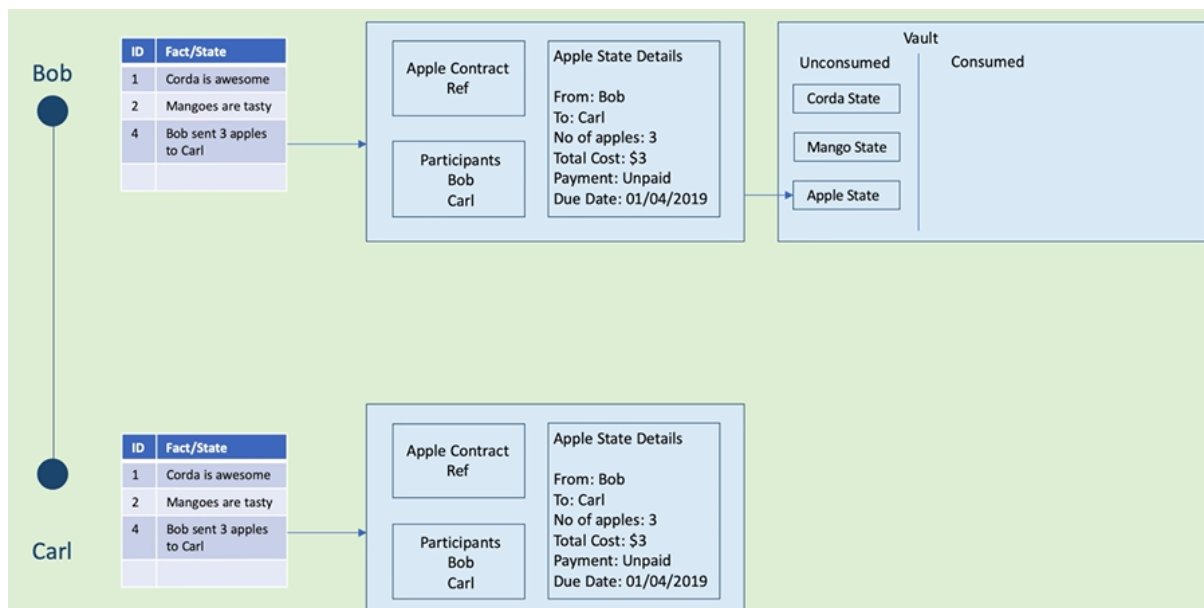 Bob
ID Fact/State
1 Corda is awesome
2 Mangoes are tasty
4 Bob sent 3 apples
to Carl
Apple Contract
Ref
Participants
Bob
Carl
Apple State Details
From: Bob
To: Carl
No of apples: 3
Total Cost: $3
Payment: Unpaid
Due Date: 01/04/2019
Vault
Unconsumed
Consumed
Corda State
Mango State
Apple State
Carl
ID Fact/State
1 Corda is awesome
2 Mangoes are tasty
4 Bob sent 3 apples
to Carl
Apple Contract
Ref
Participants
Bob
Carl
Apple State Details
From: Bob
To: Carl
No of apples: 3
Total Cost: $3
Payment: Unpaid
Due Date: 01/04/2019